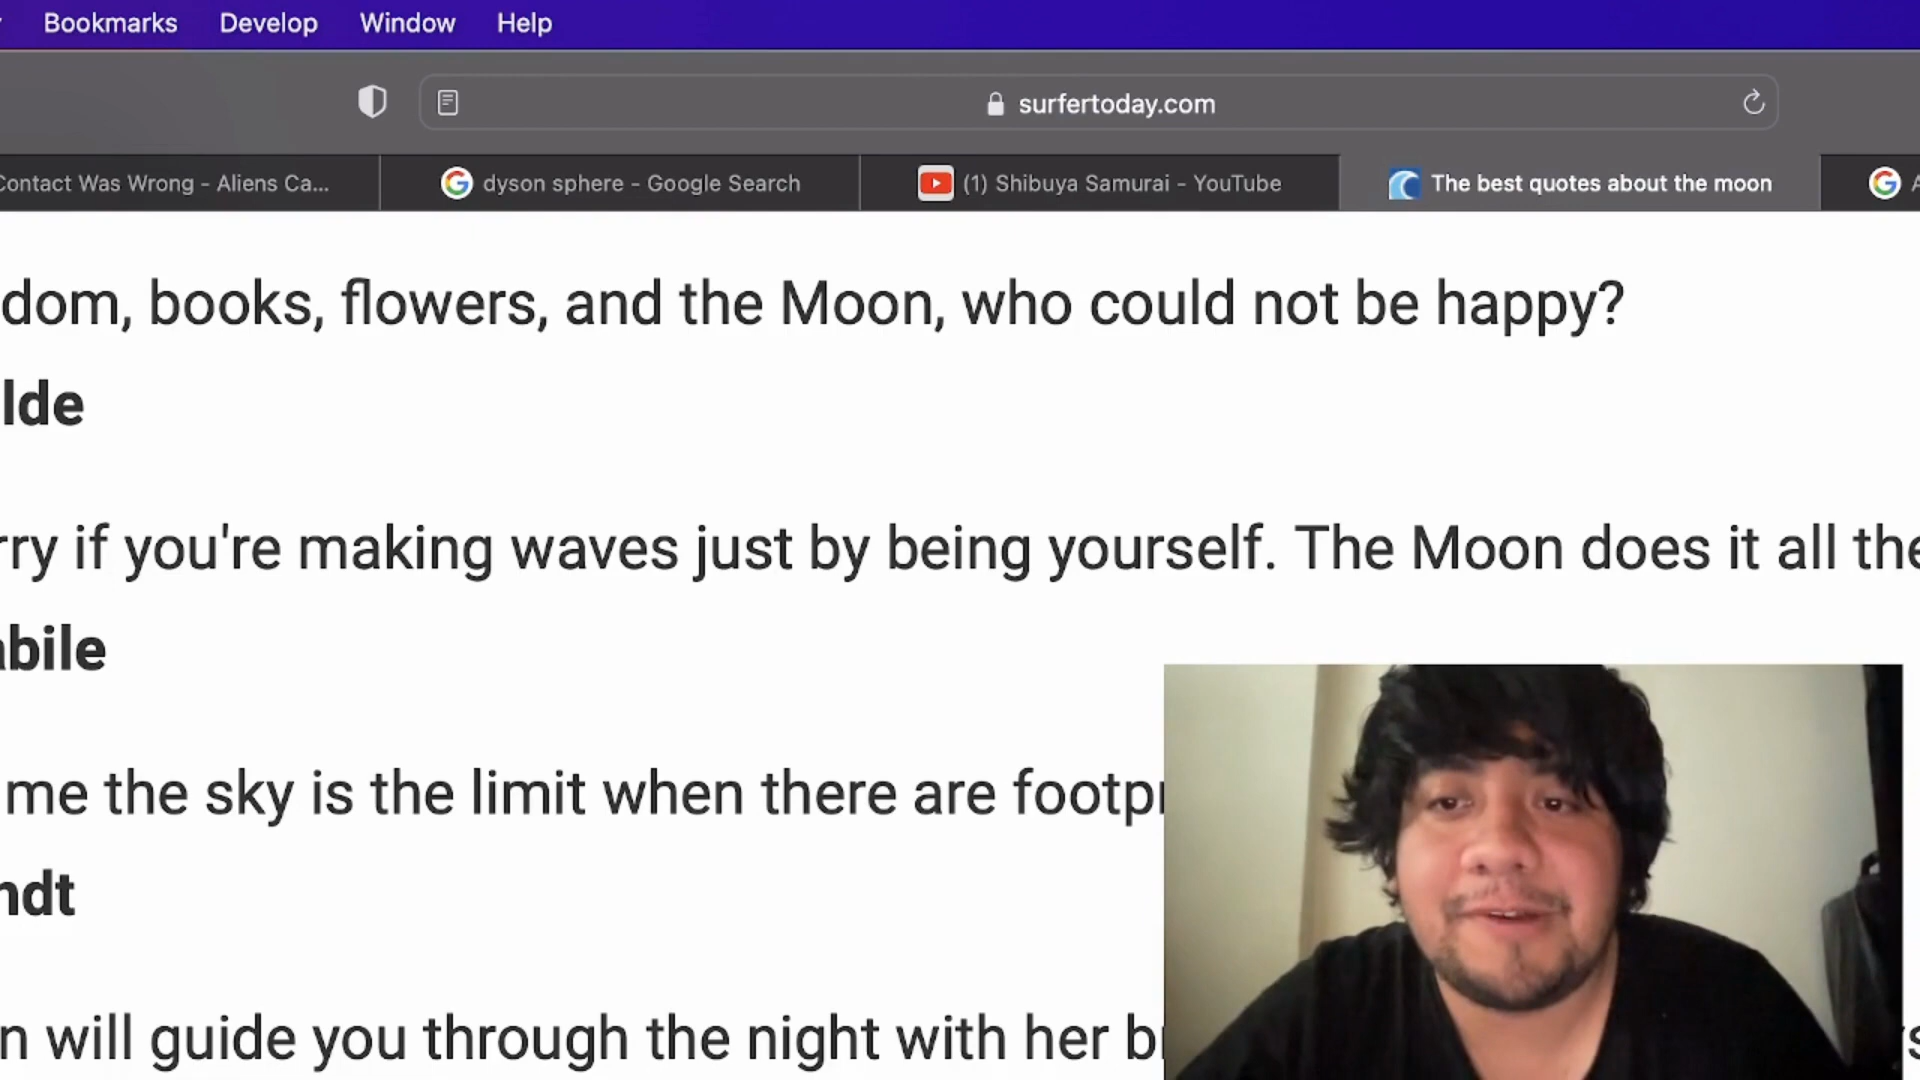 Bookmarks Develop Window Help
surfertoday.com
Contact Was Wrong - Aliens Ca... dyson sphere - Google Search (1) Shibuya Samurai - YouTube The best quotes about the moon
dom, books, flowers, and the Moon, who could not be happy?
lde
rry if you're making waves just by being yourself. The Moon does it all the
abile
me the sky is the limit when there are footpr
ndt
n will guide you through the night with her br